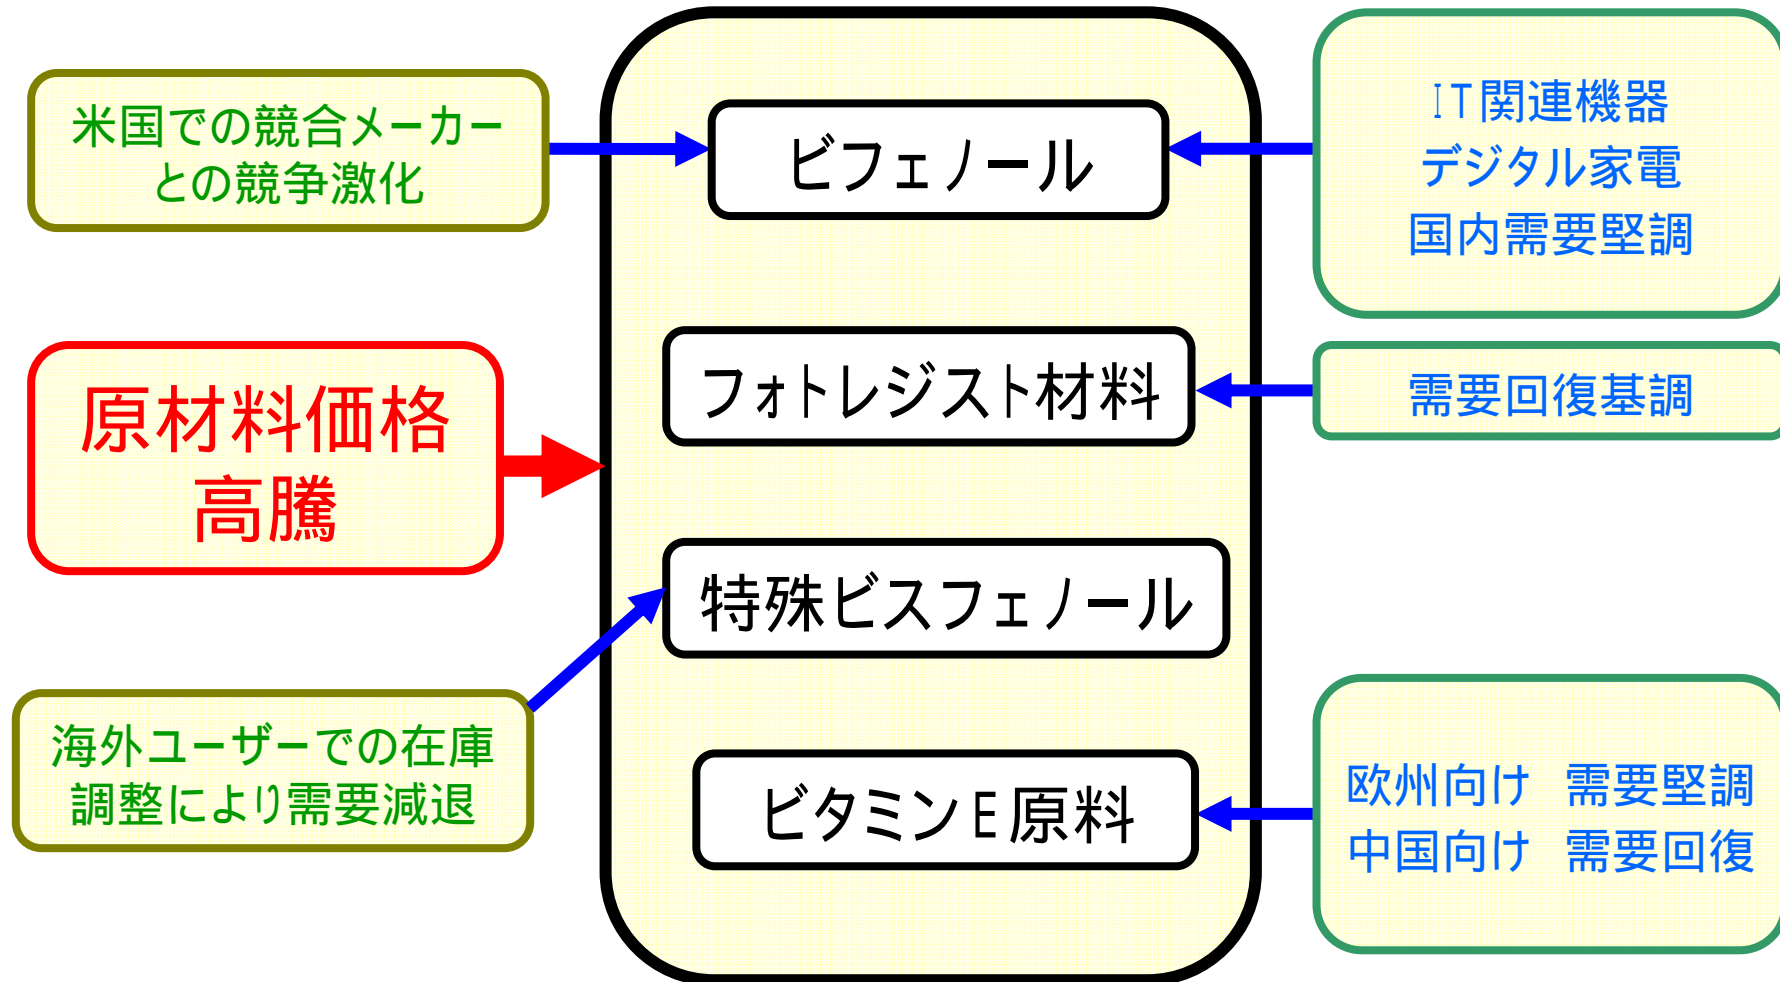 米国での競合メーカー
との競争激化
原材料価格
高騰
海外ユーザーでの在庫
調整により需要減退
ビフェノール
フォトレジスト材料
特殊ビスフェノール
ビタミンE原料
IT関連機器
デジタル家電
国内需要堅調
需要回復基調
欧州向け　需要堅調
中国向け　需要回復